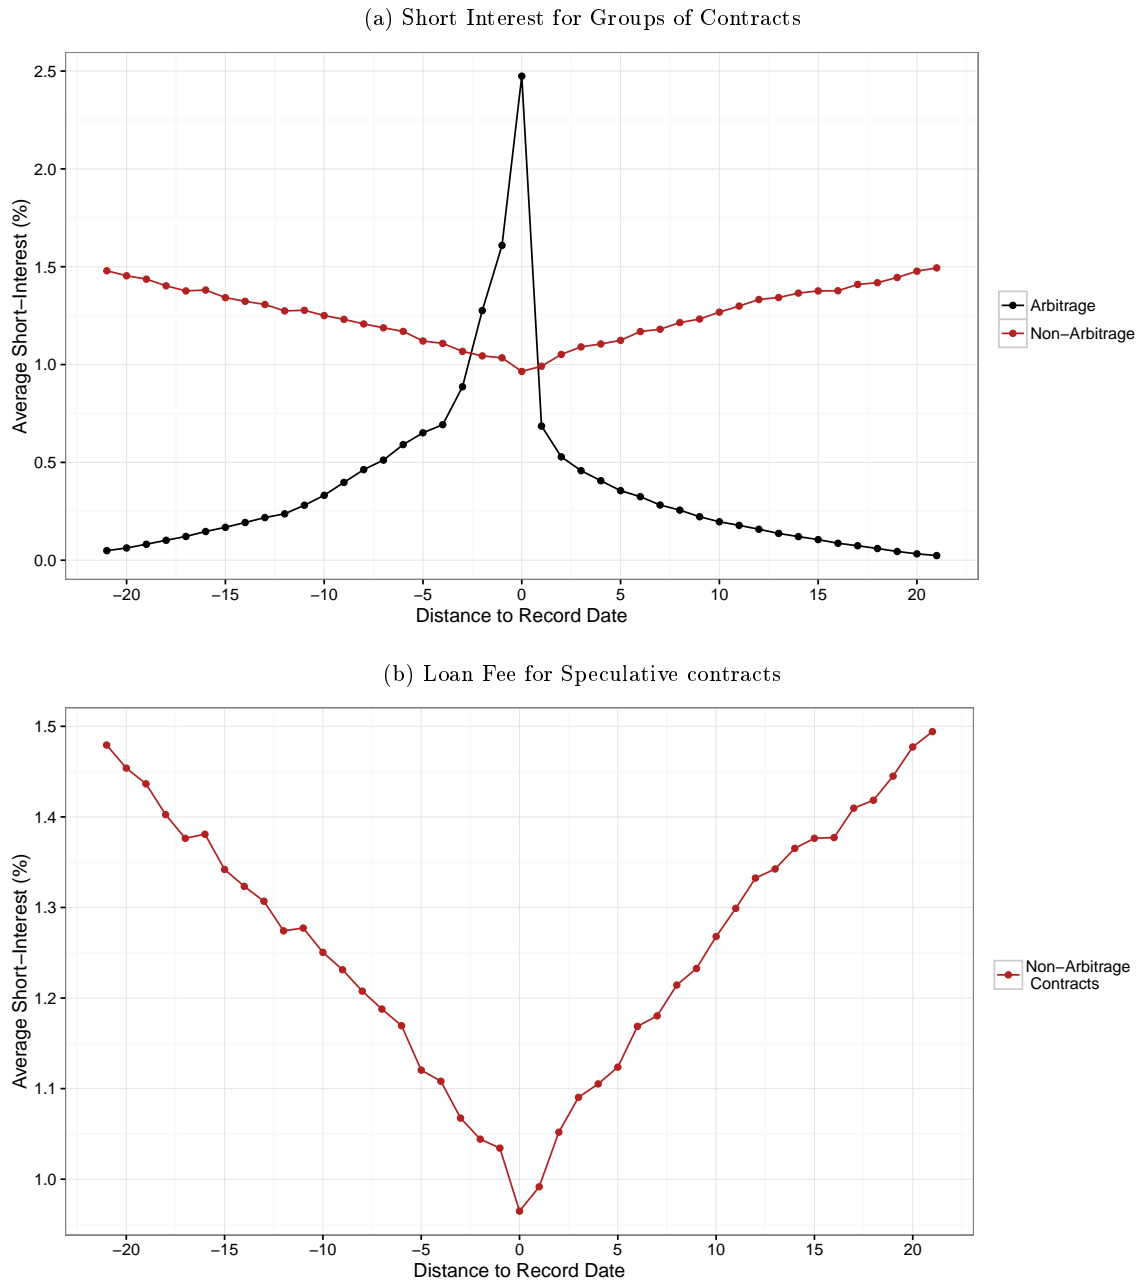 (a) Short Interest for Groups of Contracts
2.5
2.0
1.5
1.0
0.5
0.0
Average Short−Interest (%)
−20 −15 −10 −5 0 5 10 15 20
Distance to Record Date
Arbitrage
Non−Arbitrage
(b) Loan Fee for Speculative contracts
1.5
1.4
1.3
1.2
1.1
1.0
Average Short−Interest (%)
−20 −15 −10 −5 0 5 10 15 20
Distance to Record Date
Non−Arbitrage
Contracts